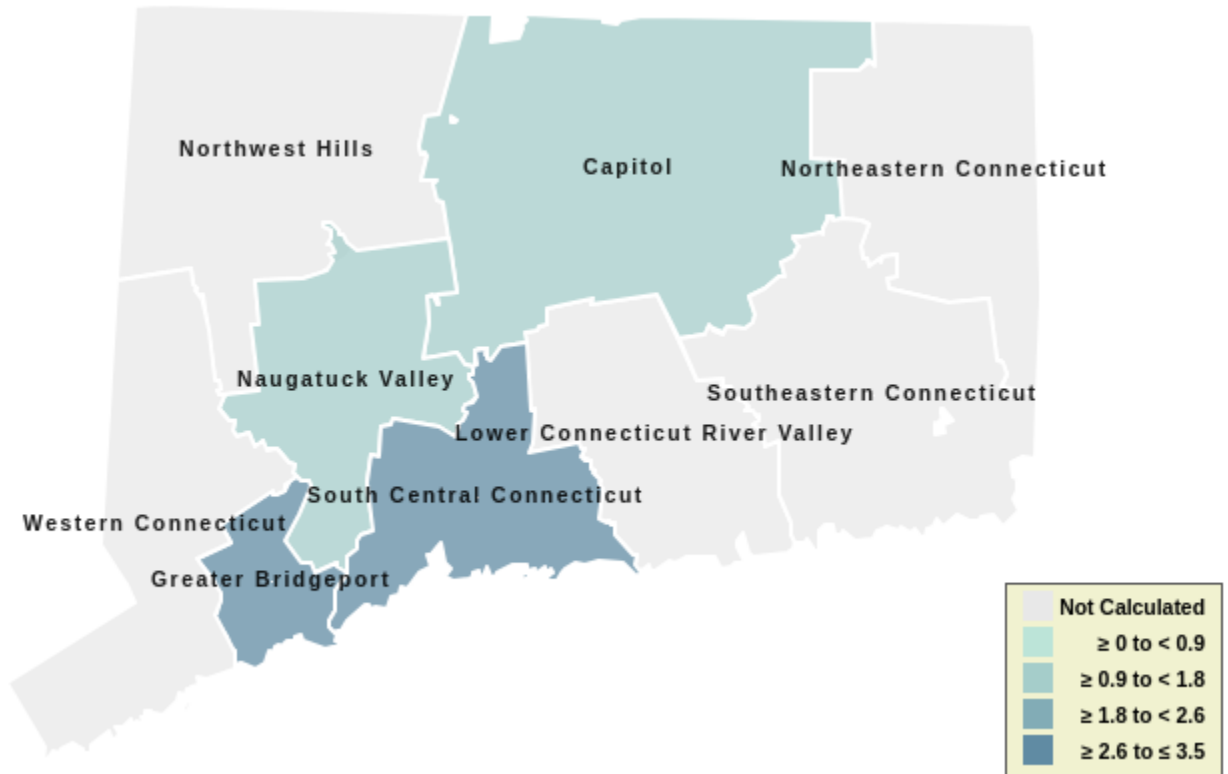 Northwest Hills
Capitol
Northeastern Connecticut
Naugatuck Valley
Southeastern Connecticut
Lower Connecticut River Valley
South Central Connecticut
Western Connecticut
Greater Bridgeport
Not Calculated
≥ 0 to < 0.9
≥ 0.9 to < 1.8
≥ 1.8 to < 2.6
≥ 2.6 to ≤ 3.5